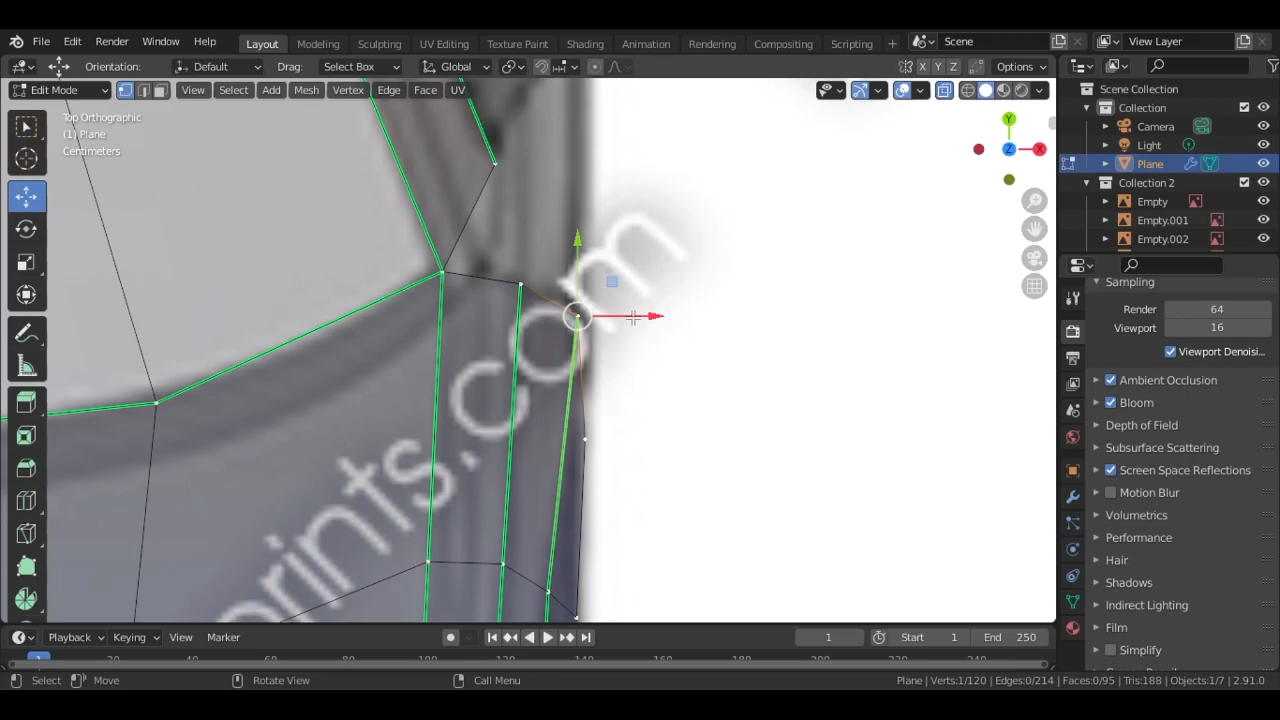 File Edit Render Window Help Layout Modeling Sculpting UV Editing Texture Paint Shading Animation Rendering Compositing Scripting + Scene View Layer
Orientation: Default Drag: Select Box Global X Y Z Options
Edit Mode View Select Add Mesh Vertex Edge Face UV
Top Orthographic
(1) Plane
Centimeters
Y
Z X
prints.com
Scene Collection
Collection
Camera
Light
Plane
Collection 2
Empty
Empty.001
Empty.002
Sampling
Render 64
Viewport 16
Viewport Denoisi...
Ambient Occlusion
Bloom
Depth of Field
Subsurface Scattering
Screen Space Reflections
Motion Blur
Volumetrics
Performance
Hair
Shadows
Indirect Lighting
Film
Simplify
Playback Keying View Marker 1 Start 1 End 250
1
Select Move Rotate View Call Menu Plane | Verts:1/120 | Edges:0/214 | Faces:0/95 | Tris:188 | Objects:1/7 | 2.91.0